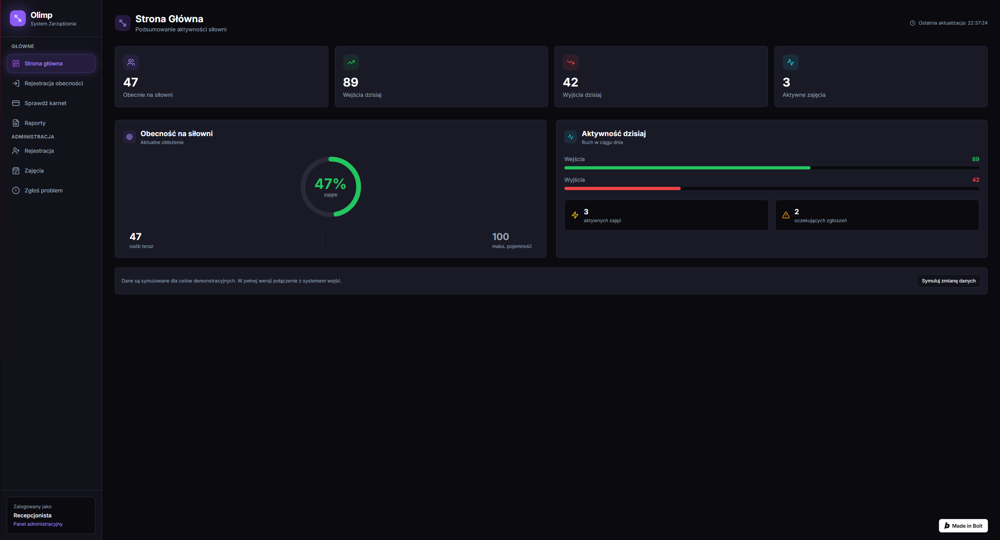 Olimp
System Zarządzania
GŁÓWNE
Strona główna
Rejestracja obecności
Sprawdź karnet
Raporty
ADMINISTRACJA
Rejestracja
Zajęcia
Zgłoś problem
Zalogowany jako
Recepcjonista
Panel administracyjny
Strona Główna
Podsumowanie aktywności siłowni
Ostatnia aktualizacja: 22:37:24
47
Obecnie na siłowni
89
Wejścia dzisiaj
42
Wyjścia dzisiaj
3
Aktywne zajęcia
Obecność na siłowni
Aktualne obłożenie
47%
zajęte
47
osób teraz
100
maks. pojemność
Aktywność dzisiaj
Ruch w ciągu dnia
Wejścia 89
Wyjścia 42
3
aktywnych zajęć
2
oczekujących zgłoszeń
Dane są symulowane dla celów demonstracyjnych. W pełnej wersji połączenie z systemem wejść.
Symuluj zmianę danych
b Made in Bolt